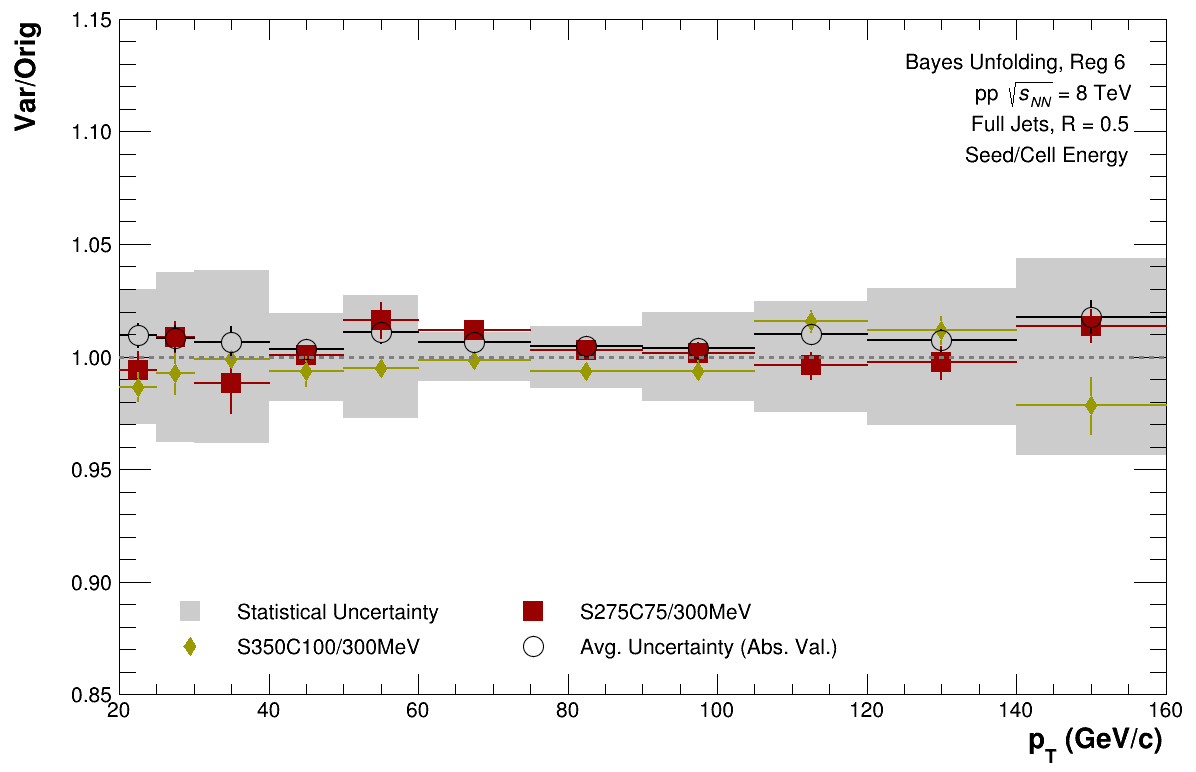 Var/Orig
1.15
1.10
1.05
1.00
0.95
0.90
0.85
Bayes Unfolding, Reg 6
pp √s_NN = 8 TeV
Full Jets, R = 0.5
Seed/Cell Energy
Statistical Uncertainty
S275C75/300MeV
S350C100/300MeV
Avg. Uncertainty (Abs. Val.)
20 40 60 80 100 120 140 160
p_T (GeV/c)